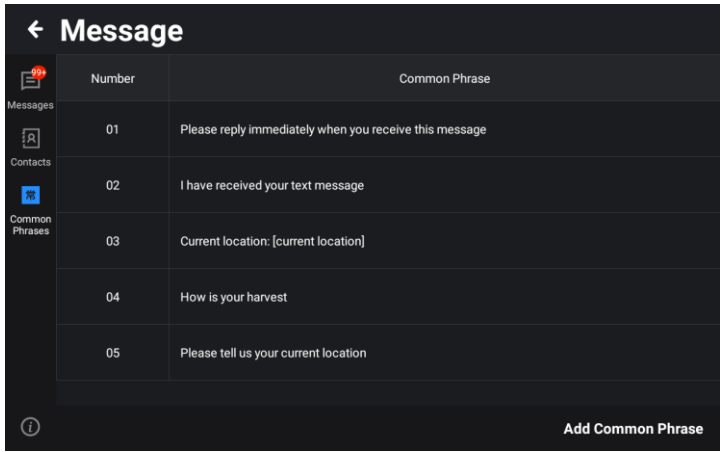 Message
99+
Messages
Contacts
常
Common
Phrases
Number Common Phrase
01 Please reply immediately when you receive this message
02 I have received your text message
03 Current location: [current location]
04 How is your harvest
05 Please tell us your current location
i
Add Common Phrase